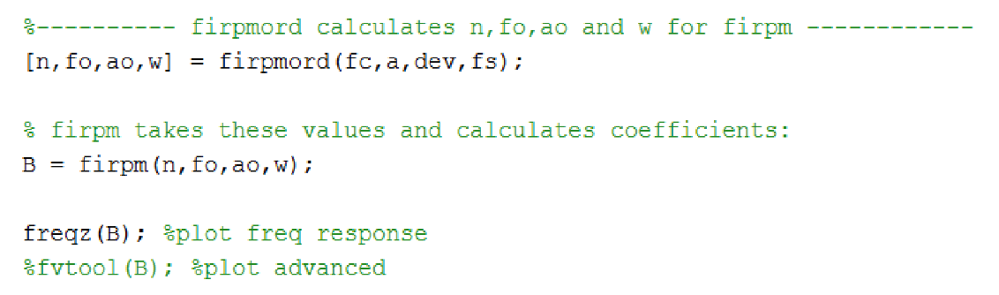 %---------- firpmord calculates n,fo,ao and w for firpm ------------
[n,fo,ao,w] = firpmord(fc,a,dev,fs);
% firpm takes these values and calculates coefficients:
B = firpm(n,fo,ao,w);
freqz(B); %plot freq response
%fvtool(B); %plot advanced